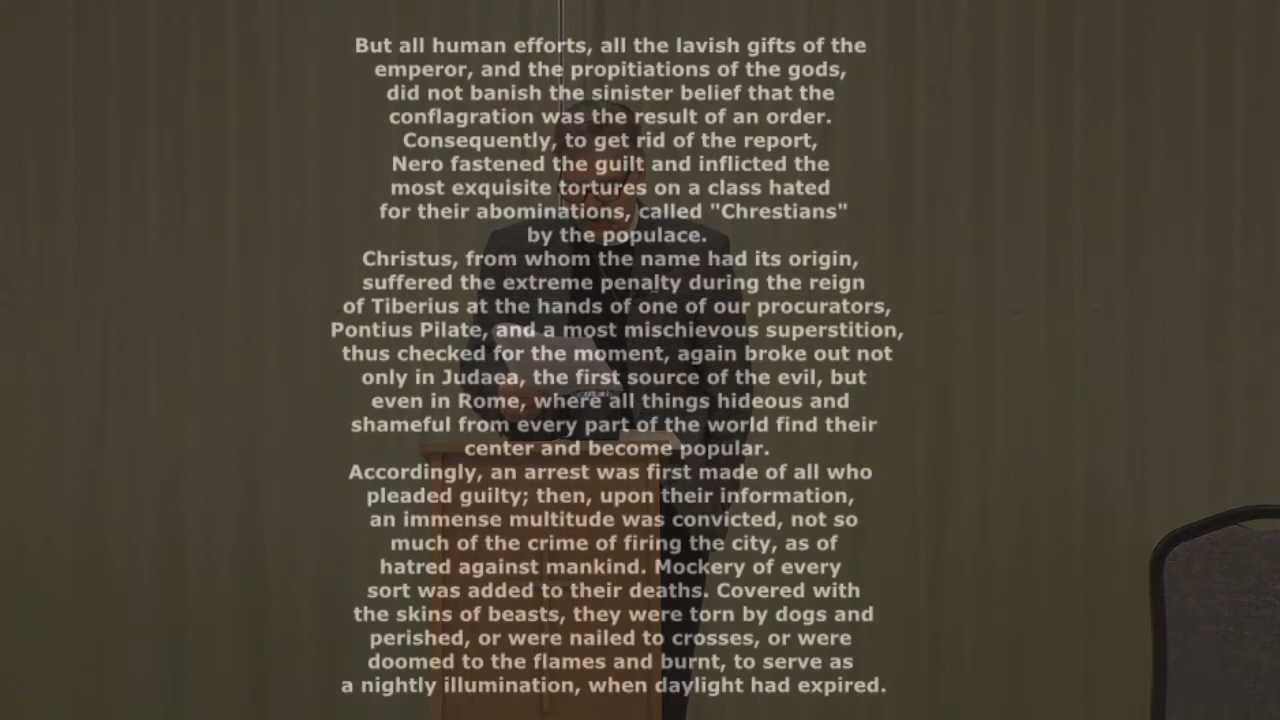 But all human efforts, all the lavish gifts of the
emperor, and the propitiations of the gods,
did not banish the sinister belief that the
conflagration was the result of an order.
Consequently, to get rid of the report,
Nero fastened the guilt and inflicted the
most exquisite tortures on a class hated
for their abominations, called "Chrestians"
by the populace.
Christus, from whom the name had its origin,
suffered the extreme penalty during the reign
of Tiberius at the hands of one of our procurators,
Pontius Pilate, and a most mischievous superstition,
thus checked for the moment, again broke out not
only in Judaea, the first source of the evil, but
even in Rome, where all things hideous and
shameful from every part of the world find their
center and become popular.
Accordingly, an arrest was first made of all who
pleaded guilty; then, upon their information,
an immense multitude was convicted, not so
much of the crime of firing the city, as of
hatred against mankind. Mockery of every
sort was added to their deaths. Covered with
the skins of beasts, they were torn by dogs and
perished, or were nailed to crosses, or were
doomed to the flames and burnt, to serve as
a nightly illumination, when daylight had expired.